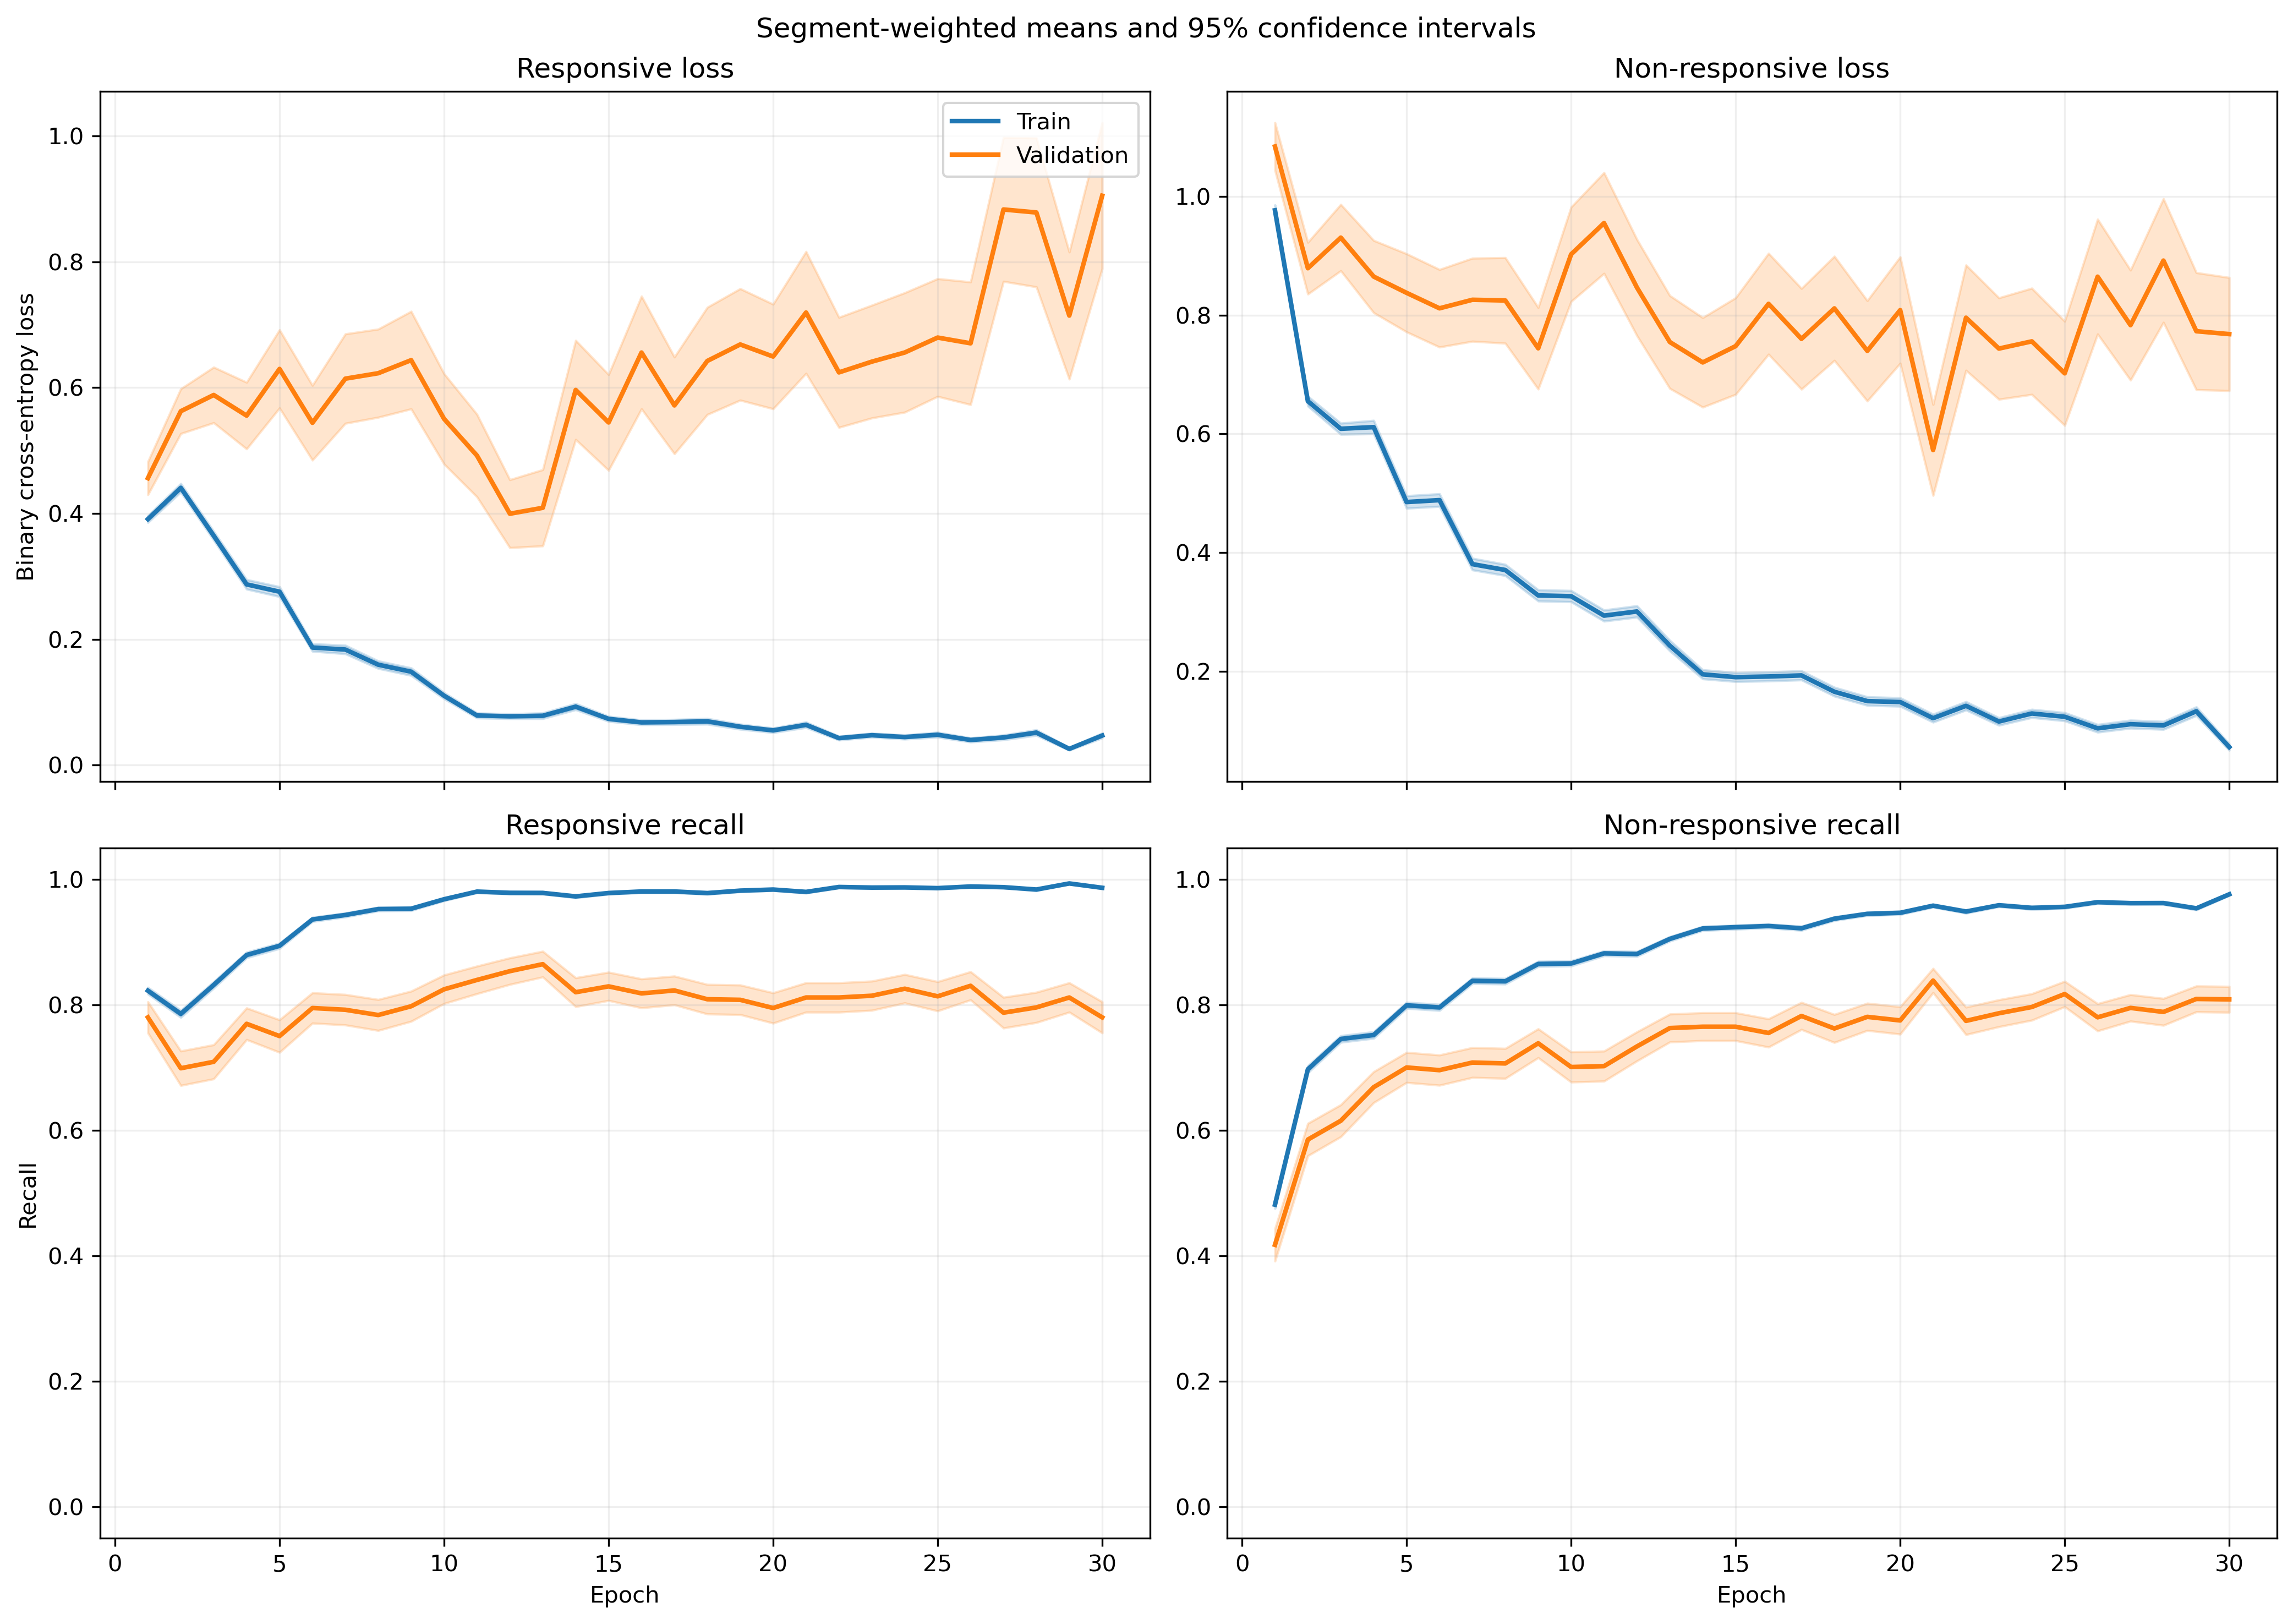 Segment-weighted means and 95% confidence intervals
Responsive loss
Non-responsive loss
Train
Validation
Binary cross-entropy loss
1.0
0.8
0.6
0.4
0.2
0.0
1.0
0.8
0.6
0.4
0.2
Responsive recall
Non-responsive recall
Recall
1.0
0.8
0.6
0.4
0.2
0.0
0 5 10 15 20 25 30
Epoch
1.0
0.8
0.6
0.4
0.2
0.0
0 5 10 15 20 25 30
Epoch